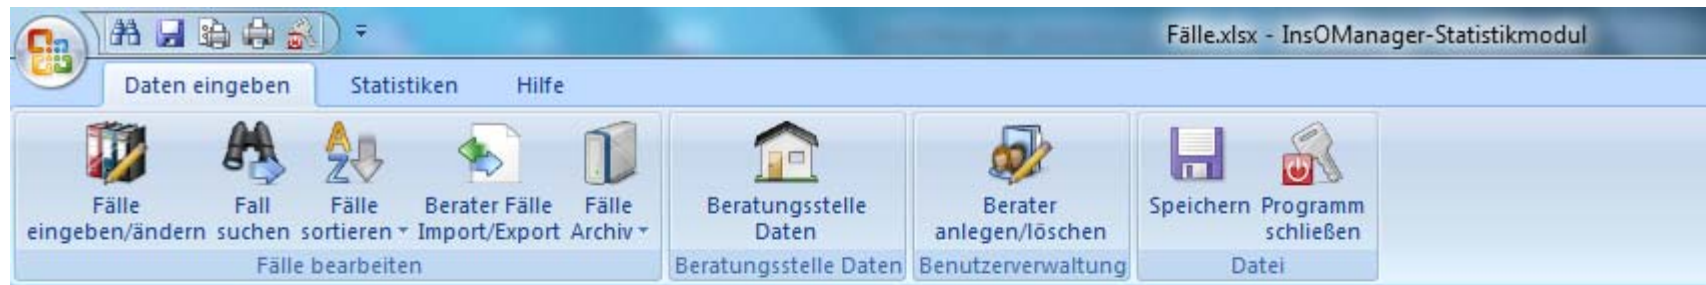 Fälle.xlsx - InsOManager-Statistikmodul
Daten eingeben Statistiken Hilfe
Fälle eingeben/ändern
Fall suchen
Fälle sortieren
Berater Fälle Import/Export
Fälle Archiv
Beratungsstelle Daten
Berater anlegen/löschen
Speichern
Programm schließen
Fälle bearbeiten
Beratungsstelle Daten
Benutzerverwaltung
Datei